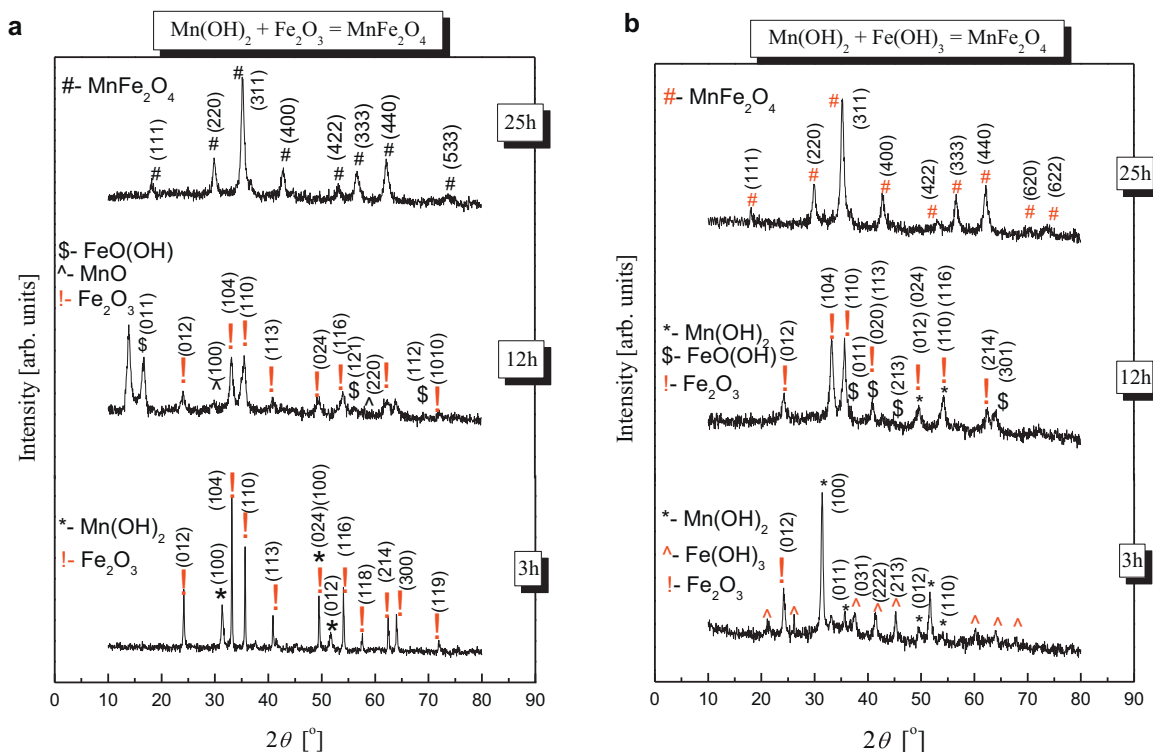 a
Mn(OH)2 + Fe2O3 = MnFe2O4
#- MnFe2O4
25h
# (111)
# (220)
# (311)
# (400)
# (422)
# (333)
# (440)
# (533)
$- FeO(OH)
^- MnO
!- Fe2O3
12h
$ (011)
! (012)
^ (100)
! (104)
! (110)
! (113)
! (024)
! (116)
$ (121)
^ (220)
!
$ (112)
! (1010)
*- Mn(OH)2
!- Fe2O3
3h
! (012)
* (100)
! (104)
! (110)
! (113)
! * (024)(100)
* (012)
! (116)
! (118)
! (214)
! (300)
! (119)
Intensity [arb. units]
0 10 20 30 40 50 60 70 80 90
2θ [°]
b
Mn(OH)2 + Fe(OH)3 = MnFe2O4
#- MnFe2O4
25h
# (111)
# (220)
# (311)
# (400)
# (422)
# (333)
# (440)
# (620)
# (622)
*- Mn(OH)2
$- FeO(OH)
!- Fe2O3
12h
! (012)
! (104)
! (110)
$ (011)
! $ (020) (113)
$ (213)
! * (012) (024)
! * (110) (116)
! (214)
$ (301)
*- Mn(OH)2
^- Fe(OH)3
!- Fe2O3
3h
^
! (012)
^
* (100)
* (011)
^ (031)
^ (222)
^ (213)
* (012)
*
* (110)
^ ^ ^
Intensity [arb. units]
0 10 20 30 40 50 60 70 80 90
2θ [°]